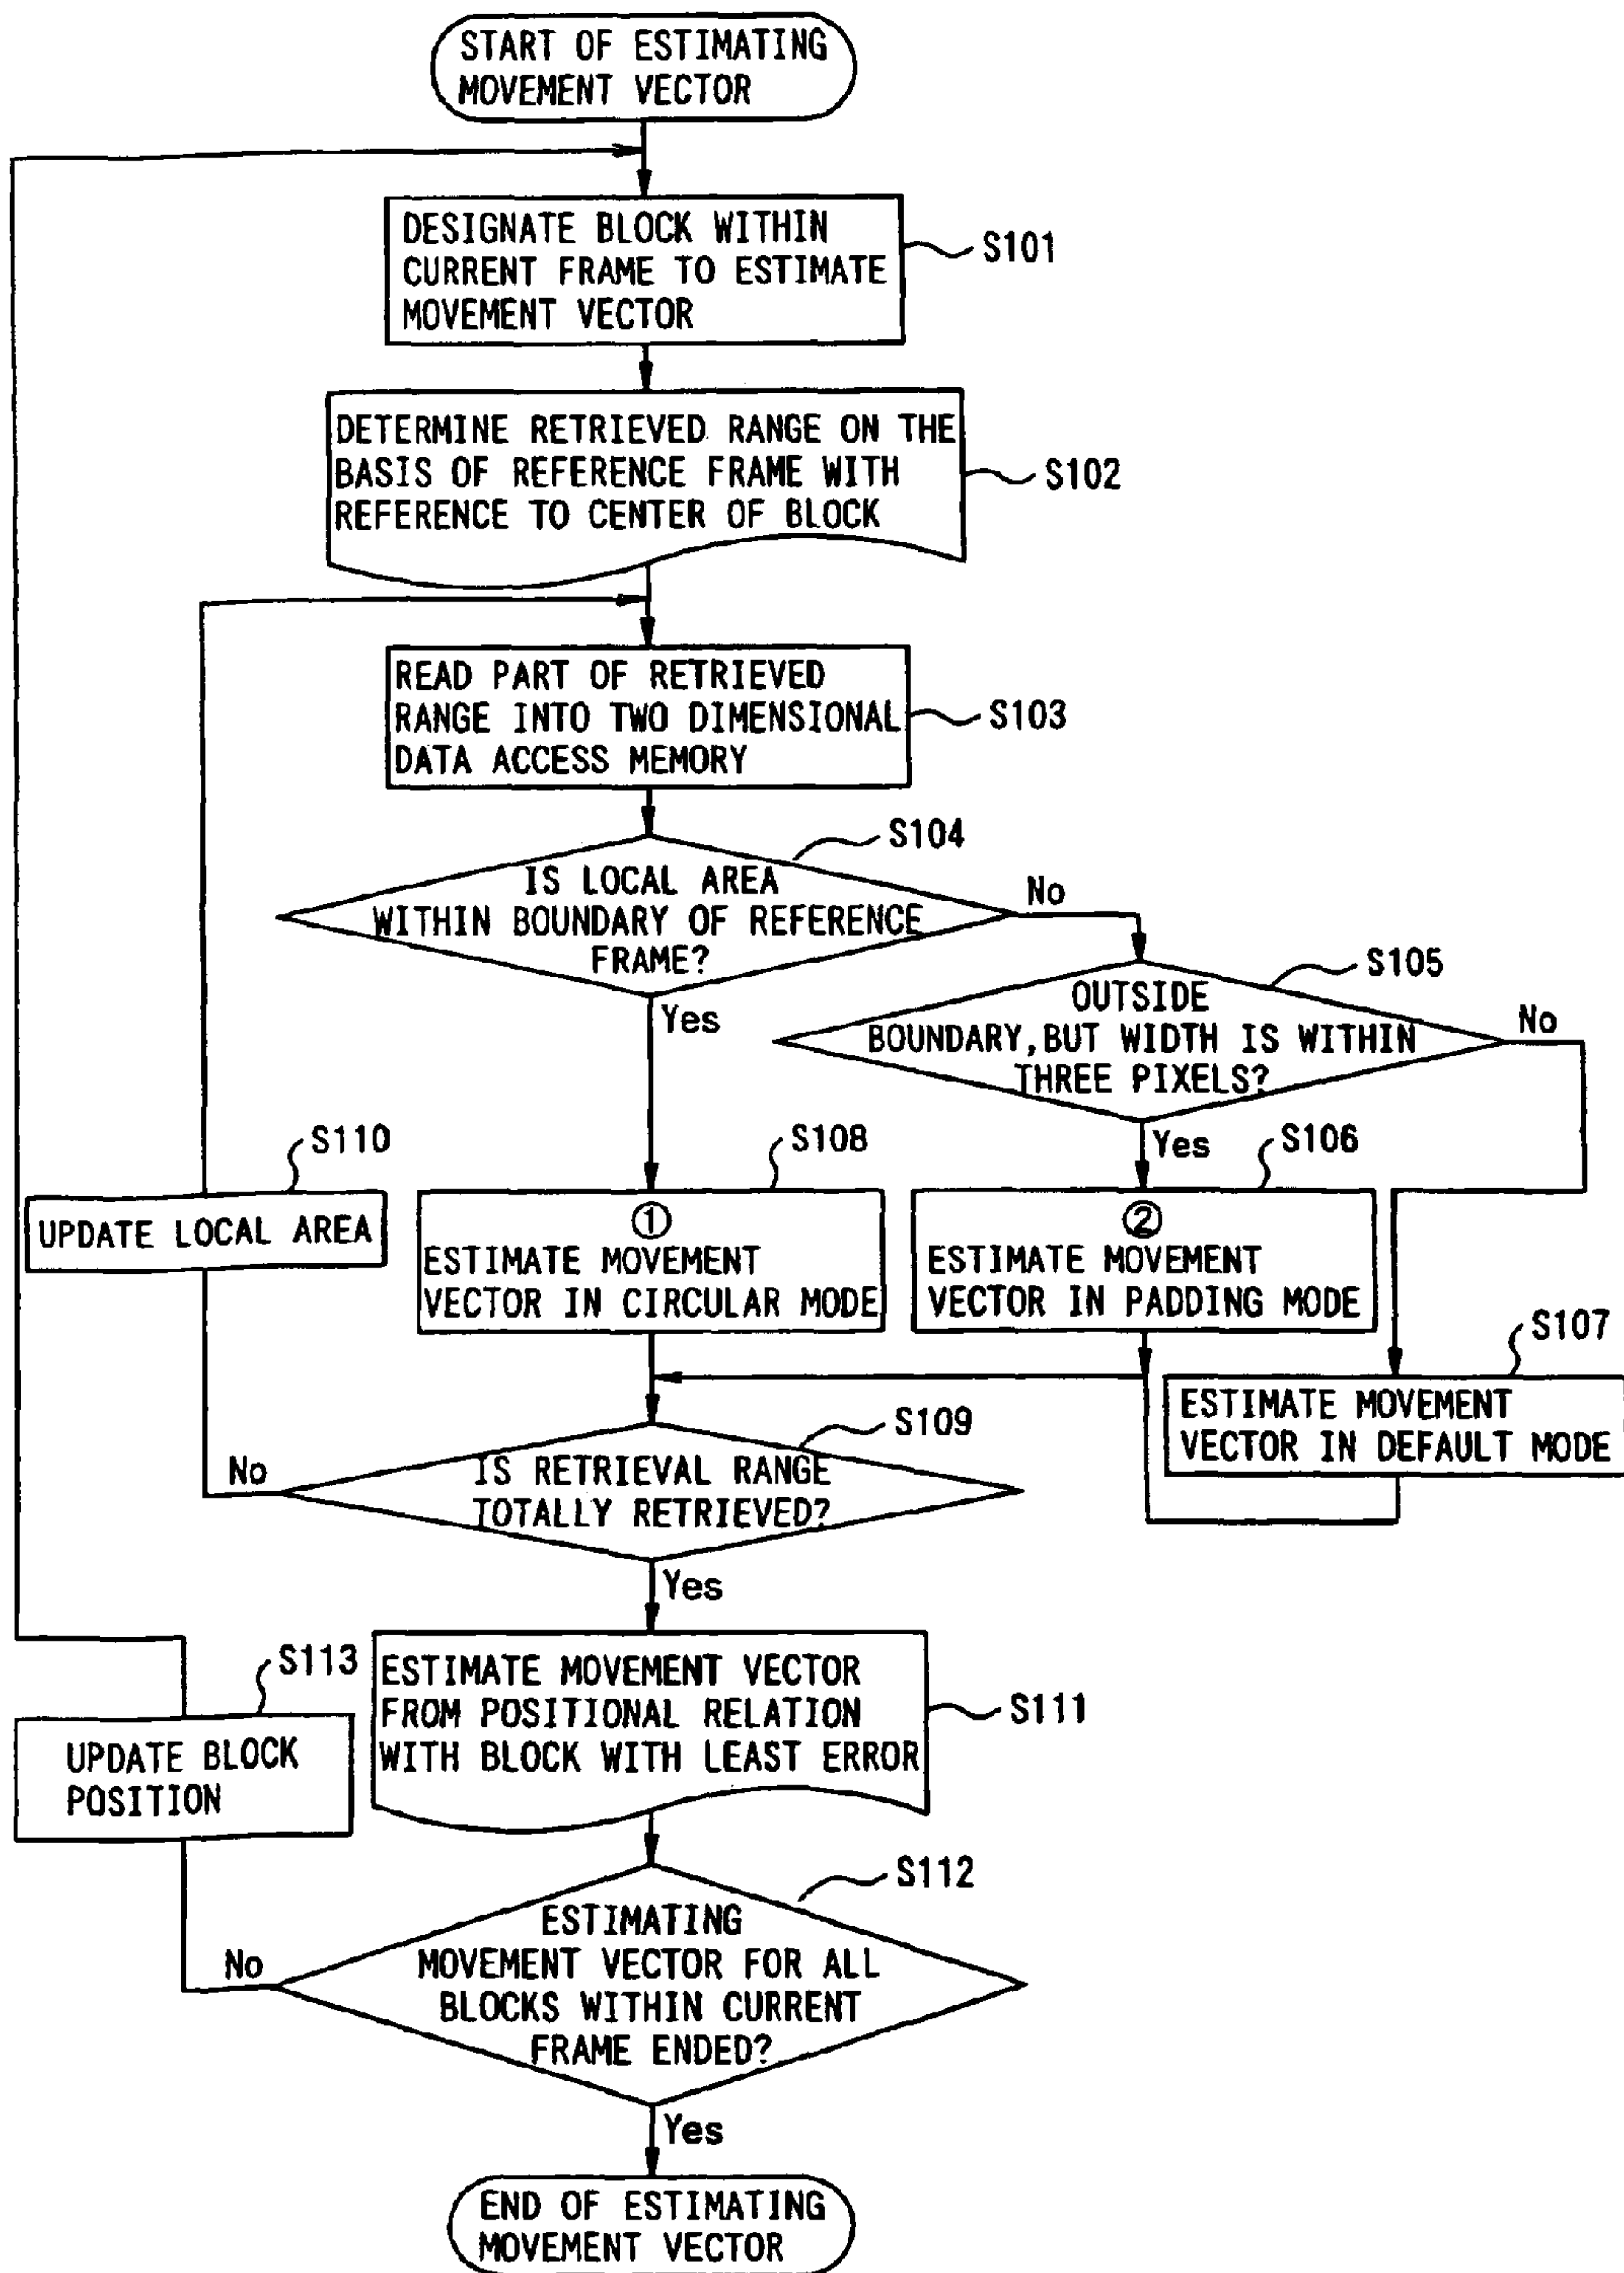 START OF ESTIMATING
MOVEMENT VECTOR
DESIGNATE BLOCK WITHIN
CURRENT FRAME TO ESTIMATE
MOVEMENT VECTOR
S101
DETERMINE RETRIEVED RANGE ON THE
BASIS OF REFERENCE FRAME WITH
REFERENCE TO CENTER OF BLOCK
S102
READ PART OF RETRIEVED
RANGE INTO TWO DIMENSIONAL
DATA ACCESS MEMORY
S103
S104
IS LOCAL AREA
WITHIN BOUNDARY OF REFERENCE
FRAME?
No
Yes
S105
OUTSIDE
BOUNDARY, BUT WIDTH IS WITHIN
THREE PIXELS?
No
Yes
S110
UPDATE LOCAL AREA
S108
①
ESTIMATE MOVEMENT
VECTOR IN CIRCULAR MODE
S106
②
ESTIMATE MOVEMENT
VECTOR IN PADDING MODE
S107
ESTIMATE MOVEMENT
VECTOR IN DEFAULT MODE
S109
IS RETRIEVAL RANGE
TOTALLY RETRIEVED?
No
Yes
S113
UPDATE BLOCK
POSITION
ESTIMATE MOVEMENT VECTOR
FROM POSITIONAL RELATION
WITH BLOCK WITH LEAST ERROR
S111
S112
ESTIMATING
MOVEMENT VECTOR FOR ALL
BLOCKS WITHIN CURRENT
FRAME ENDED?
No
Yes
END OF ESTIMATING
MOVEMENT VECTOR